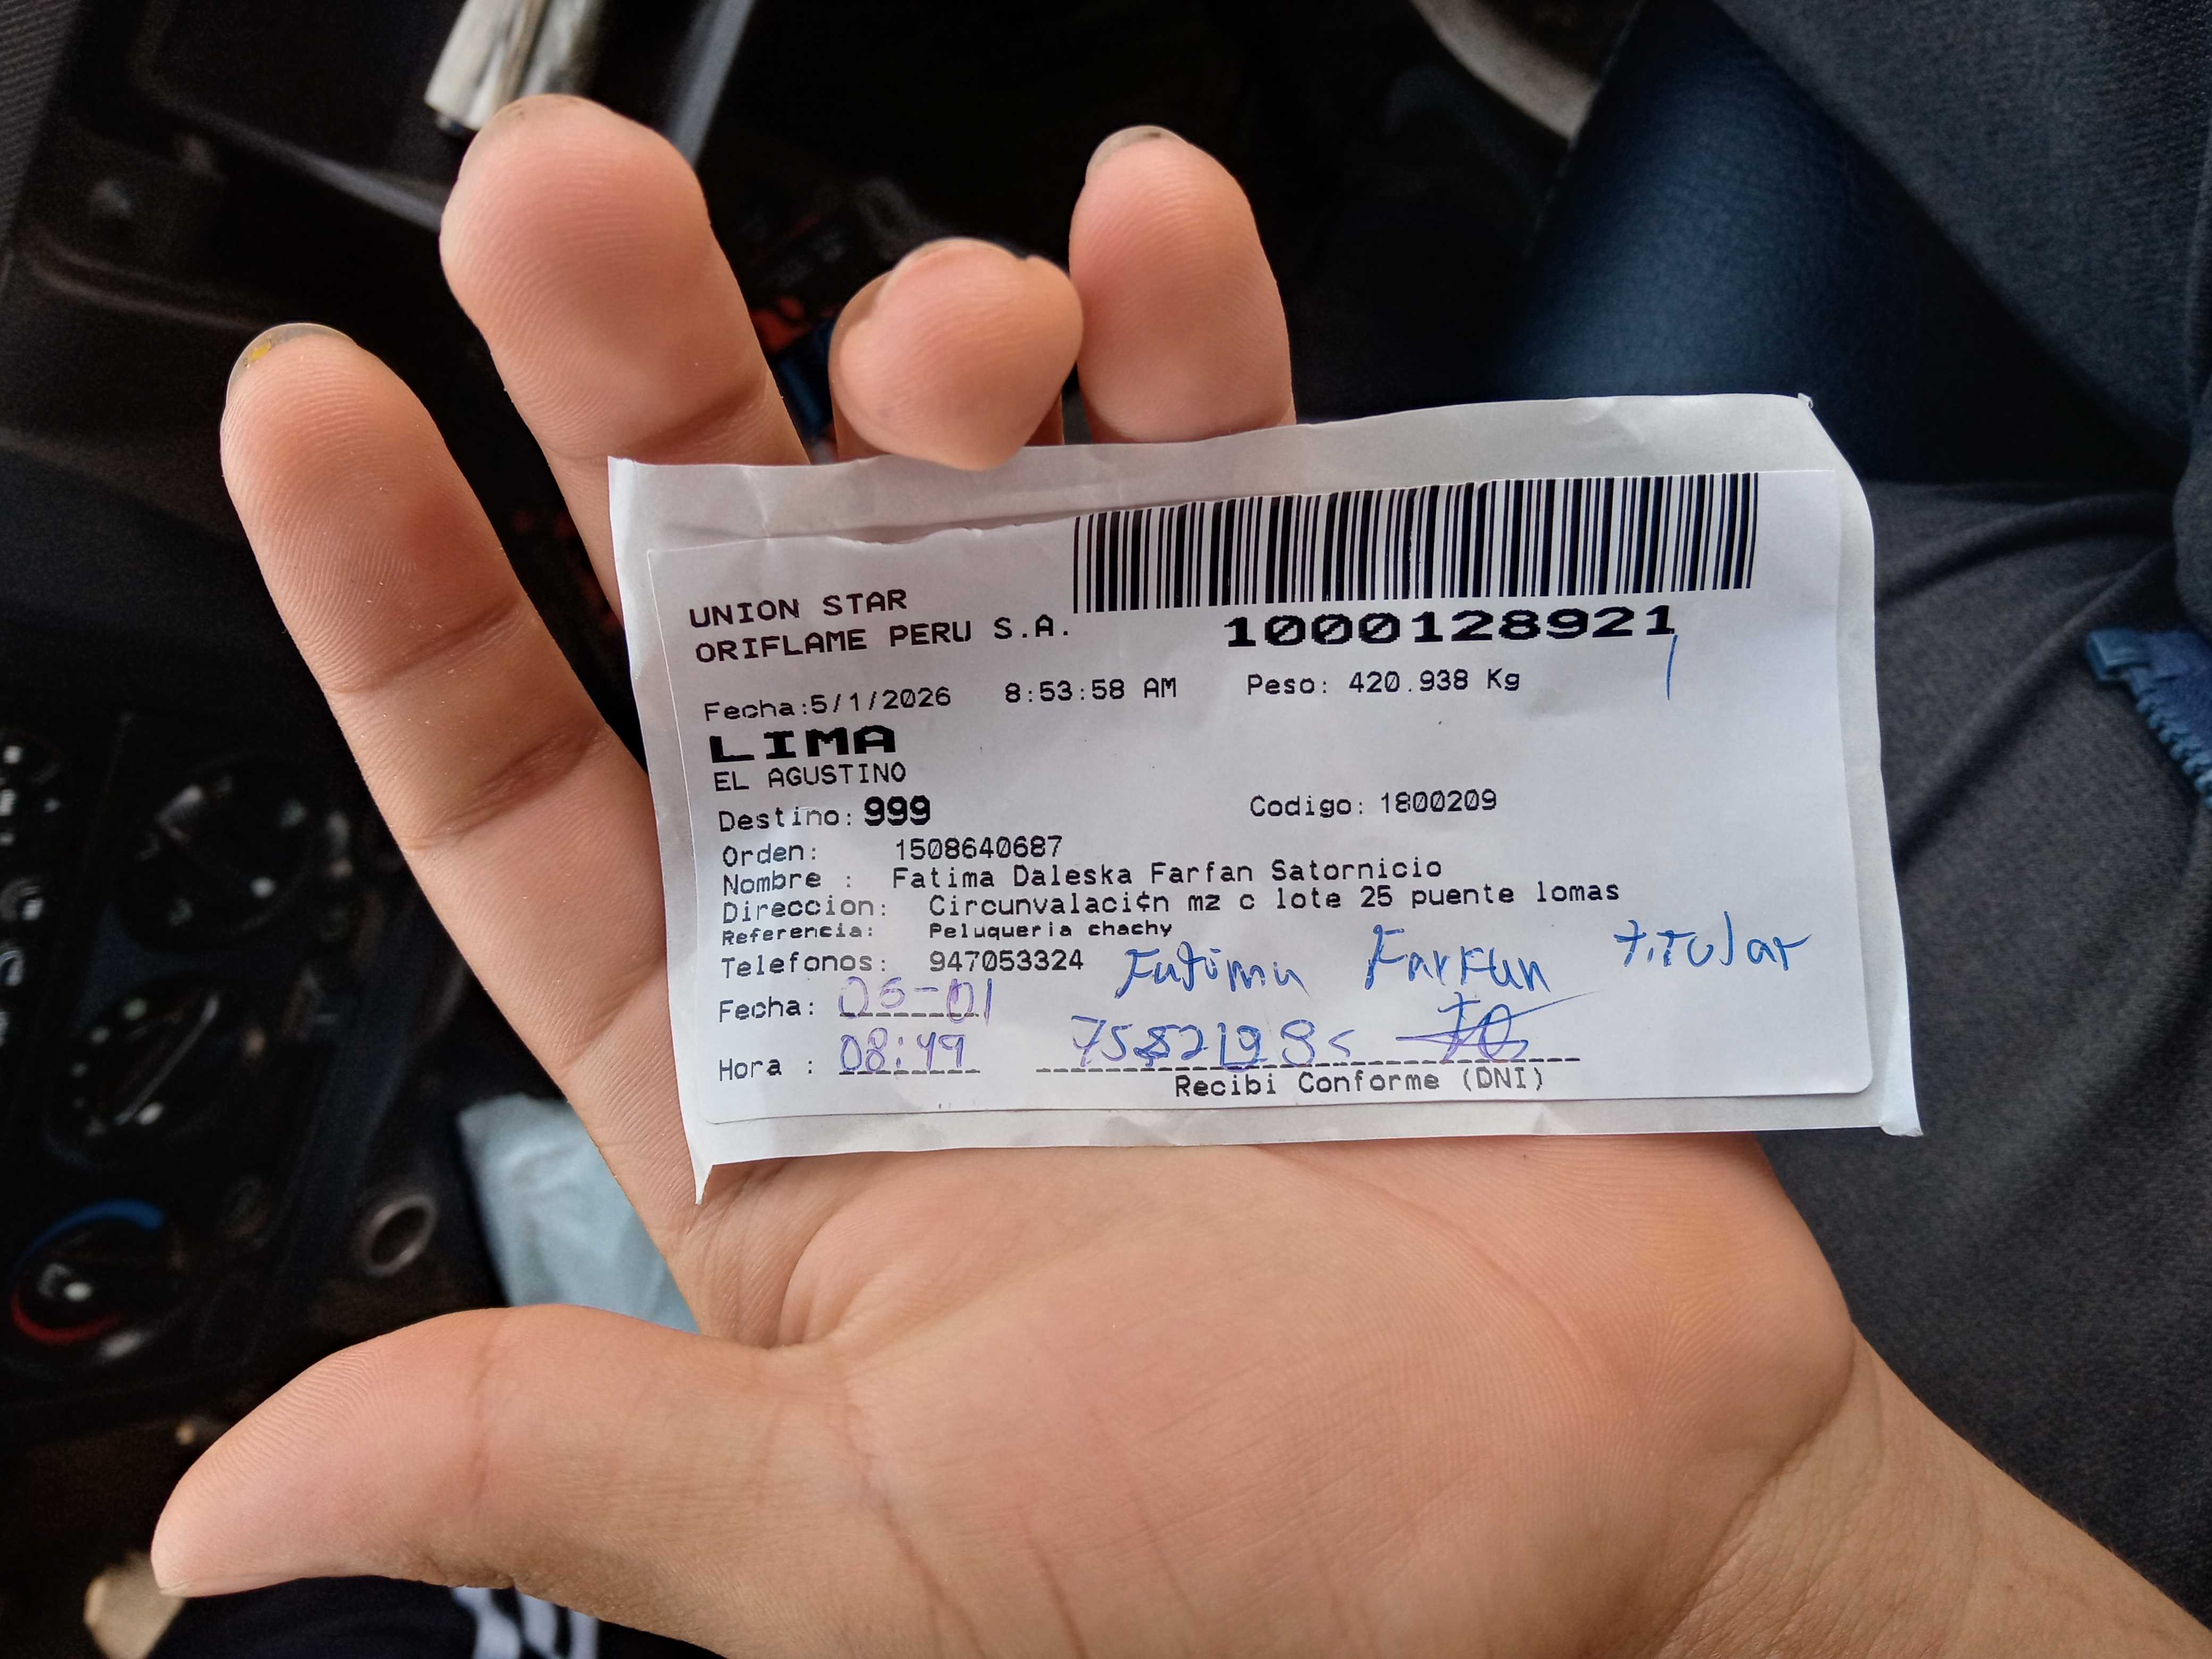 UNION STAR
ORIFLAME PERU S.A.
1000128921
Fecha:5/1/2026 8:53:58 AM Peso: 420.938 Kg
LIMA
EL AGUSTINO
Destino: 999 Codigo: 1800209
Orden: 1508640687
Nombre : Fatima Daleska Farfan Satornicio
Direccion: Circunvalaci¢n mz c lote 25 puente lomas
Referencia: Peluqueria chachy
Telefonos: 947053324 Fatima Farfan titular
Fecha: 05-01
Hora : 08:49
Recibi Conforme (DNI)